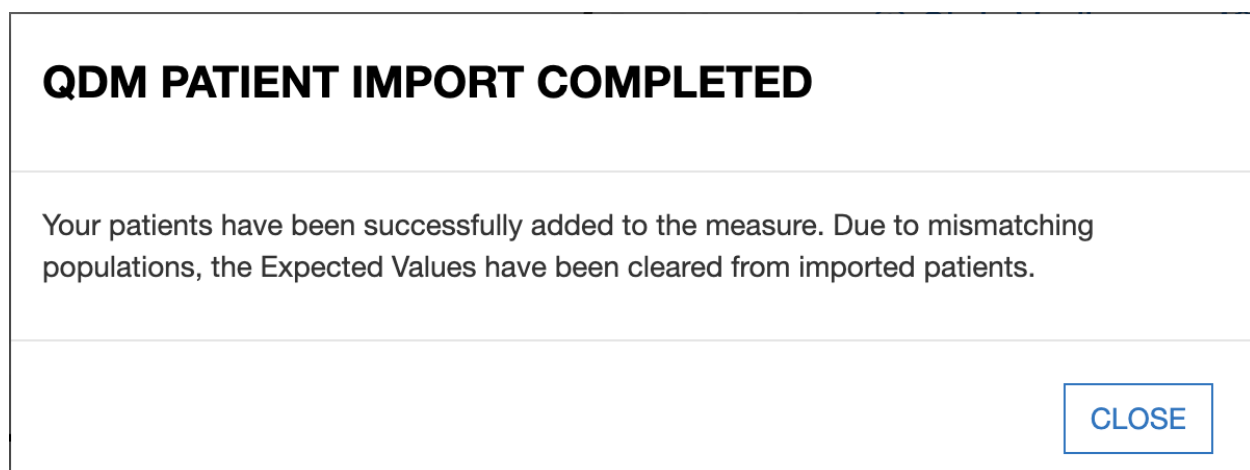 QDM PATIENT IMPORT COMPLETED
Your patients have been successfully added to the measure. Due to mismatching
populations, the Expected Values have been cleared from imported patients.
CLOSE